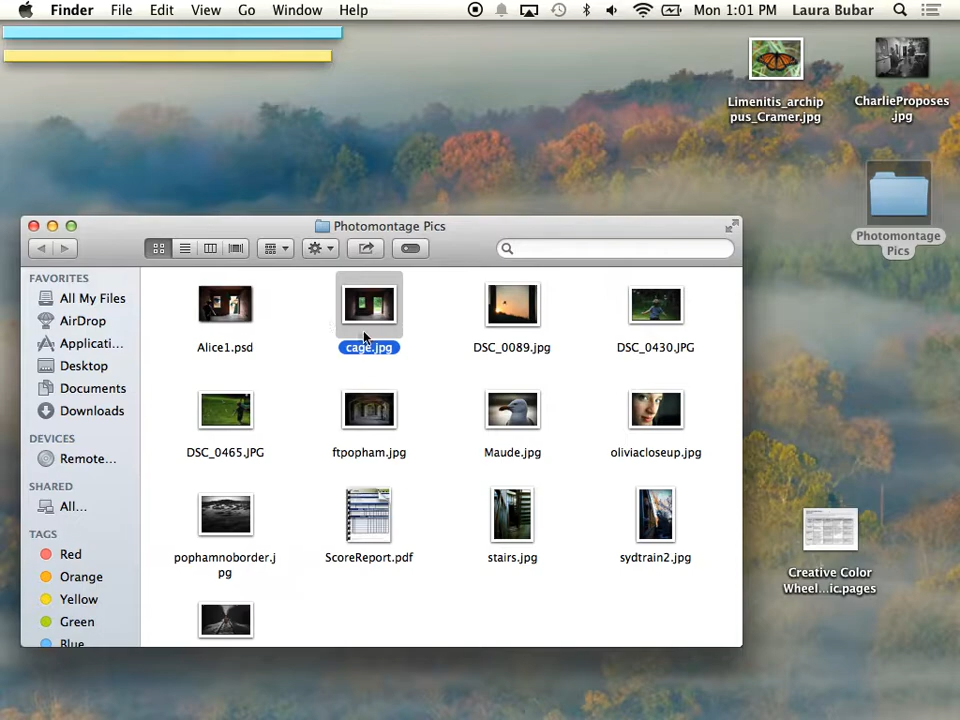 Finder File Edit View Go Window Help Mon 1:01 PM Laura Bubar
Limenitis_archip
pus_Cramer.jpg
CharlieProposes
.jpg
Photomontage
Pics
Photomontage Pics
FAVORITES
All My Files
AirDrop
Applicati...
Desktop
Documents
Downloads
DEVICES
Remote...
SHARED
All...
TAGS
Red
Orange
Yellow
Green
Blue
Alice1.psd
cage.jpg
DSC_0089.jpg
DSC_0430.JPG
DSC_0465.JPG
ftpopham.jpg
Maude.jpg
oliviacloseup.jpg
pophamnoborder.j
pg
ScoreReport.pdf
stairs.jpg
sydtrain2.jpg
Creative Color
Wheel...ic.pages